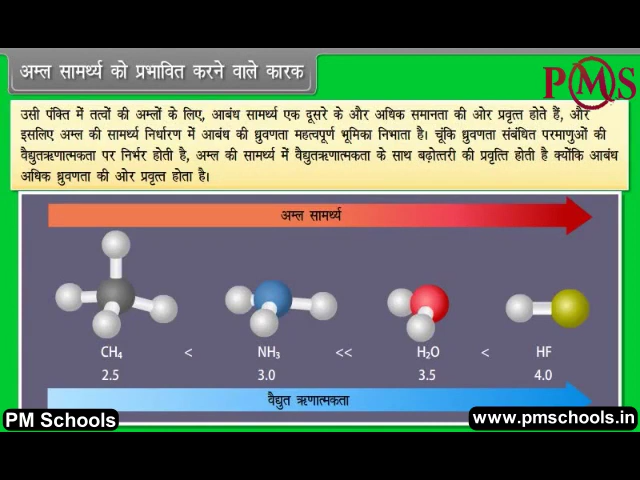 अम्ल सामर्थ्य को प्रभावित करने वाले कारक
PMS
उसी पंक्ति में तत्वों की अम्लों के लिए, आबंध सामर्थ्य एक दूसरे के और अधिक समानता की ओर प्रवृत्त होते हैं, और
इसलिए अम्ल की सामर्थ्य निर्धारण में आबंध की ध्रुवणता महत्वपूर्ण भूमिका निभाता है। चूंकि ध्रुवणता संबंधित परमाणुओं की
वैद्युतऋणात्मकता पर निर्भर होती है, अम्ल की सामर्थ्य में वैद्युतऋणात्मकता के साथ बढ़ोत्तरी की प्रवृत्ति होती है क्योंकि आबंध
अधिक ध्रुवणता की ओर प्रवृत्त होता है।
अम्ल सामर्थ्य
CH₄ < NH₃ << H₂O < HF
2.5 3.0 3.5 4.0
वैद्युत ऋणात्मकता
PM Schools
www.pmschools.in